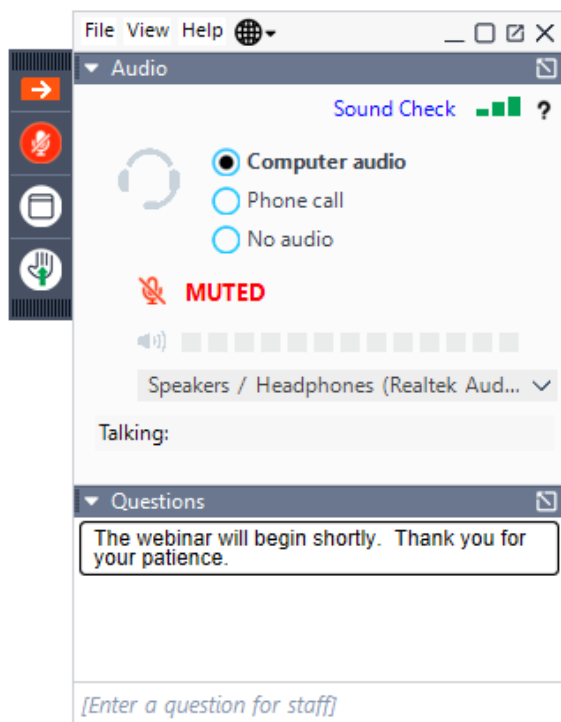 File View Help
Audio
Sound Check ?
Computer audio
Phone call
No audio
MUTED
Speakers / Headphones (Realtek Aud...
Talking:
Questions
The webinar will begin shortly.  Thank you for
your patience.
[Enter a question for staff]